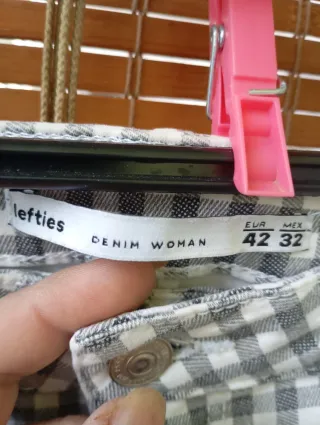 lefties
DENIM WOMAN
EUR MEX
42 32